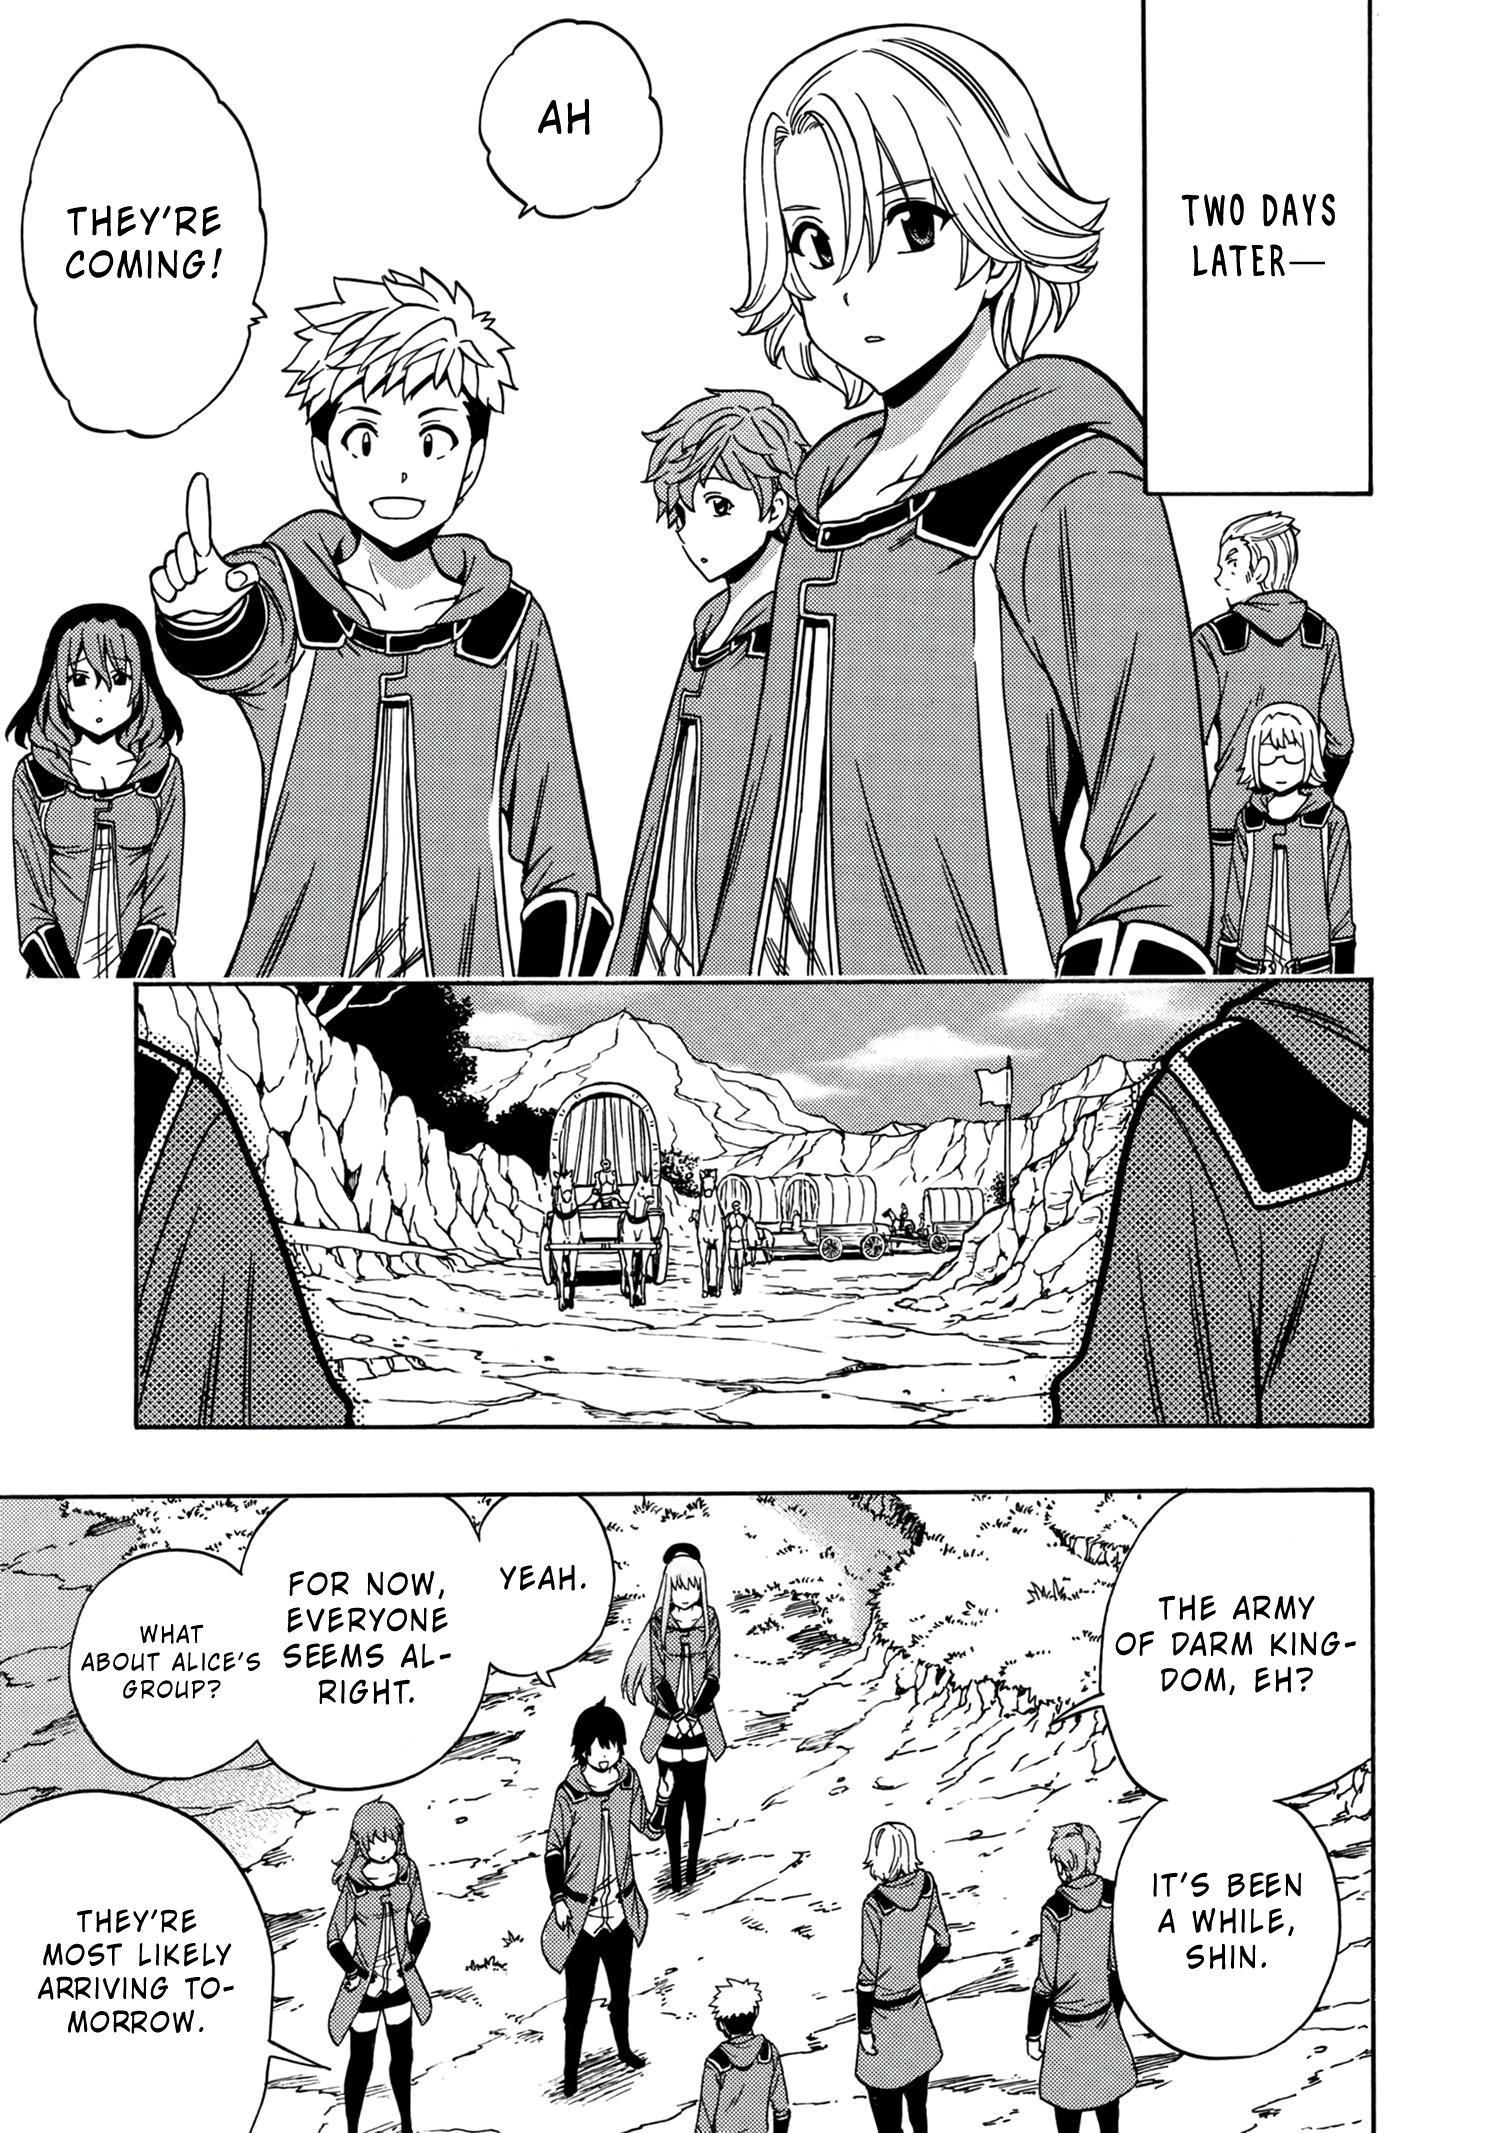 TWO DAYS
LATER—
AH
THEY'RE
COMING!
THE ARMY
OF DARM KING-
DOM, EH?
IT'S BEEN
A WHILE,
SHIN.
YEAH.
FOR NOW,
EVERYONE
SEEMS AL-
RIGHT.
WHAT
ABOUT ALICE'S
GROUP?
THEY'RE
MOST LIKELY
ARRIVING TO-
MORROW.